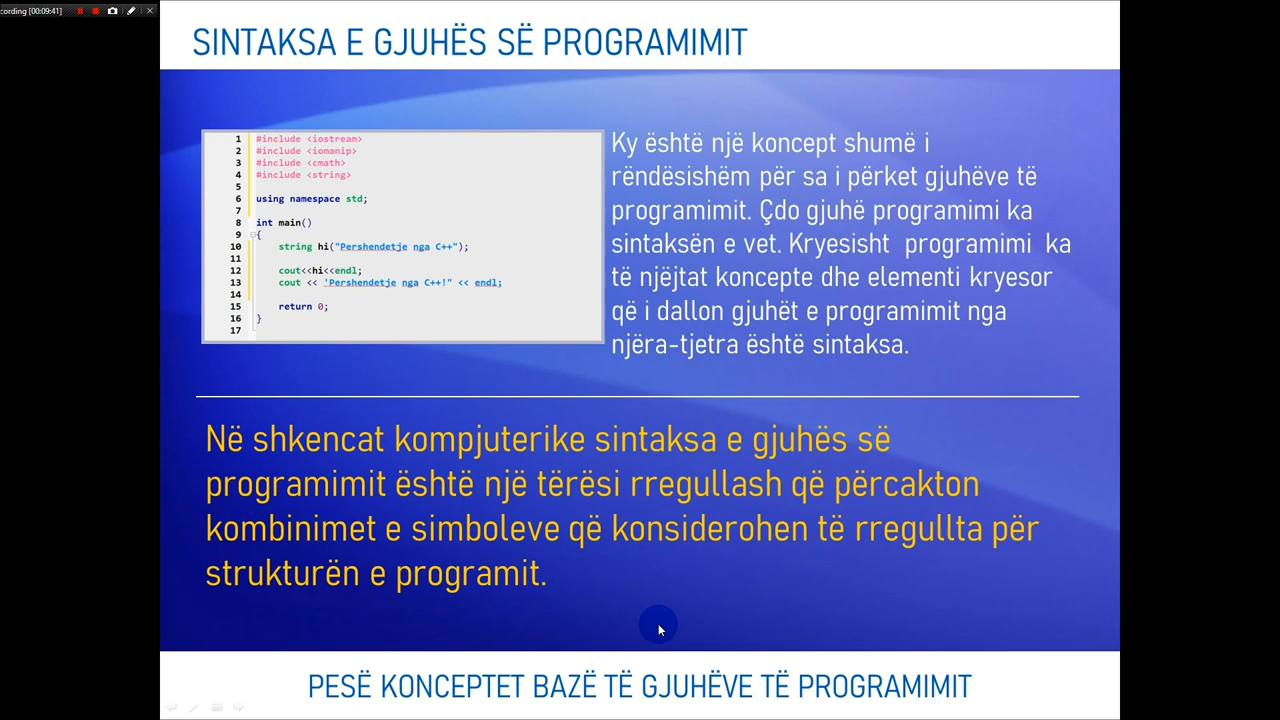 cording [00:09:41]
SINTAKSA E GJUHËS SË PROGRAMIMIT
1 #include <iostream>
2 #include <iomanip>
3 #include <cmath>
4 #include <string>
5
6 using namespace std;
7
8 int main()
9 {
10 string hi("Pershendetje nga C++");
11
12 cout<<hi<<endl;
13 cout << 'Pershendetje nga C++!" << endl;
14
15 return 0;
16 }
17
Ky është një koncept shumë i
rëndësishëm për sa i përket gjuhëve të
programimit. Çdo gjuhë programimi ka
sintaksën e vet. Kryesisht programimi ka
të njëjtat koncepte dhe elementi kryesor
që i dallon gjuhët e programimit nga
njëra-tjetra është sintaksa.
Në shkencat kompjuterike sintaksa e gjuhës së
programimit është një tërësi rregullash që përcakton
kombinimet e simboleve që konsiderohen të rregullta për
strukturën e programit.
PESË KONCEPTET BAZË TË GJUHËVE TË PROGRAMIMIT